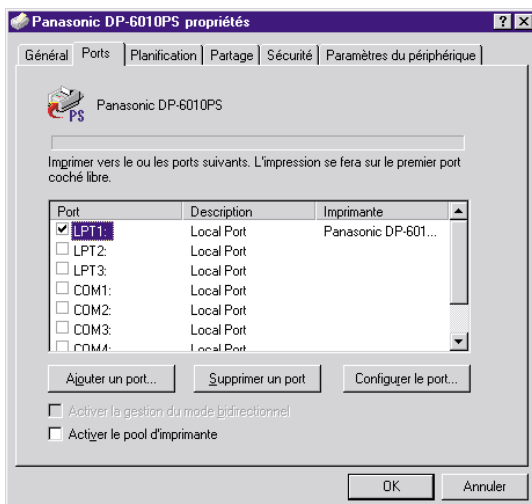 Panasonic DP-6010PS propriétés
Général Ports Planification Partage Sécurité Paramètres du périphérique
PS
Panasonic DP-6010PS
Imprimer vers le ou les ports suivants. L'impression se fera sur le premier port
coché libre.
Port Description Imprimante
LPT1: Local Port Panasonic DP-601...
LPT2: Local Port
LPT3: Local Port
COM1: Local Port
COM2: Local Port
COM3: Local Port
COM4: Local Port
Ajouter un port... Supprimer un port Configurer le port...
Activer la gestion du mode bidirectionnel
Activer le pool d'imprimante
OK Annuler